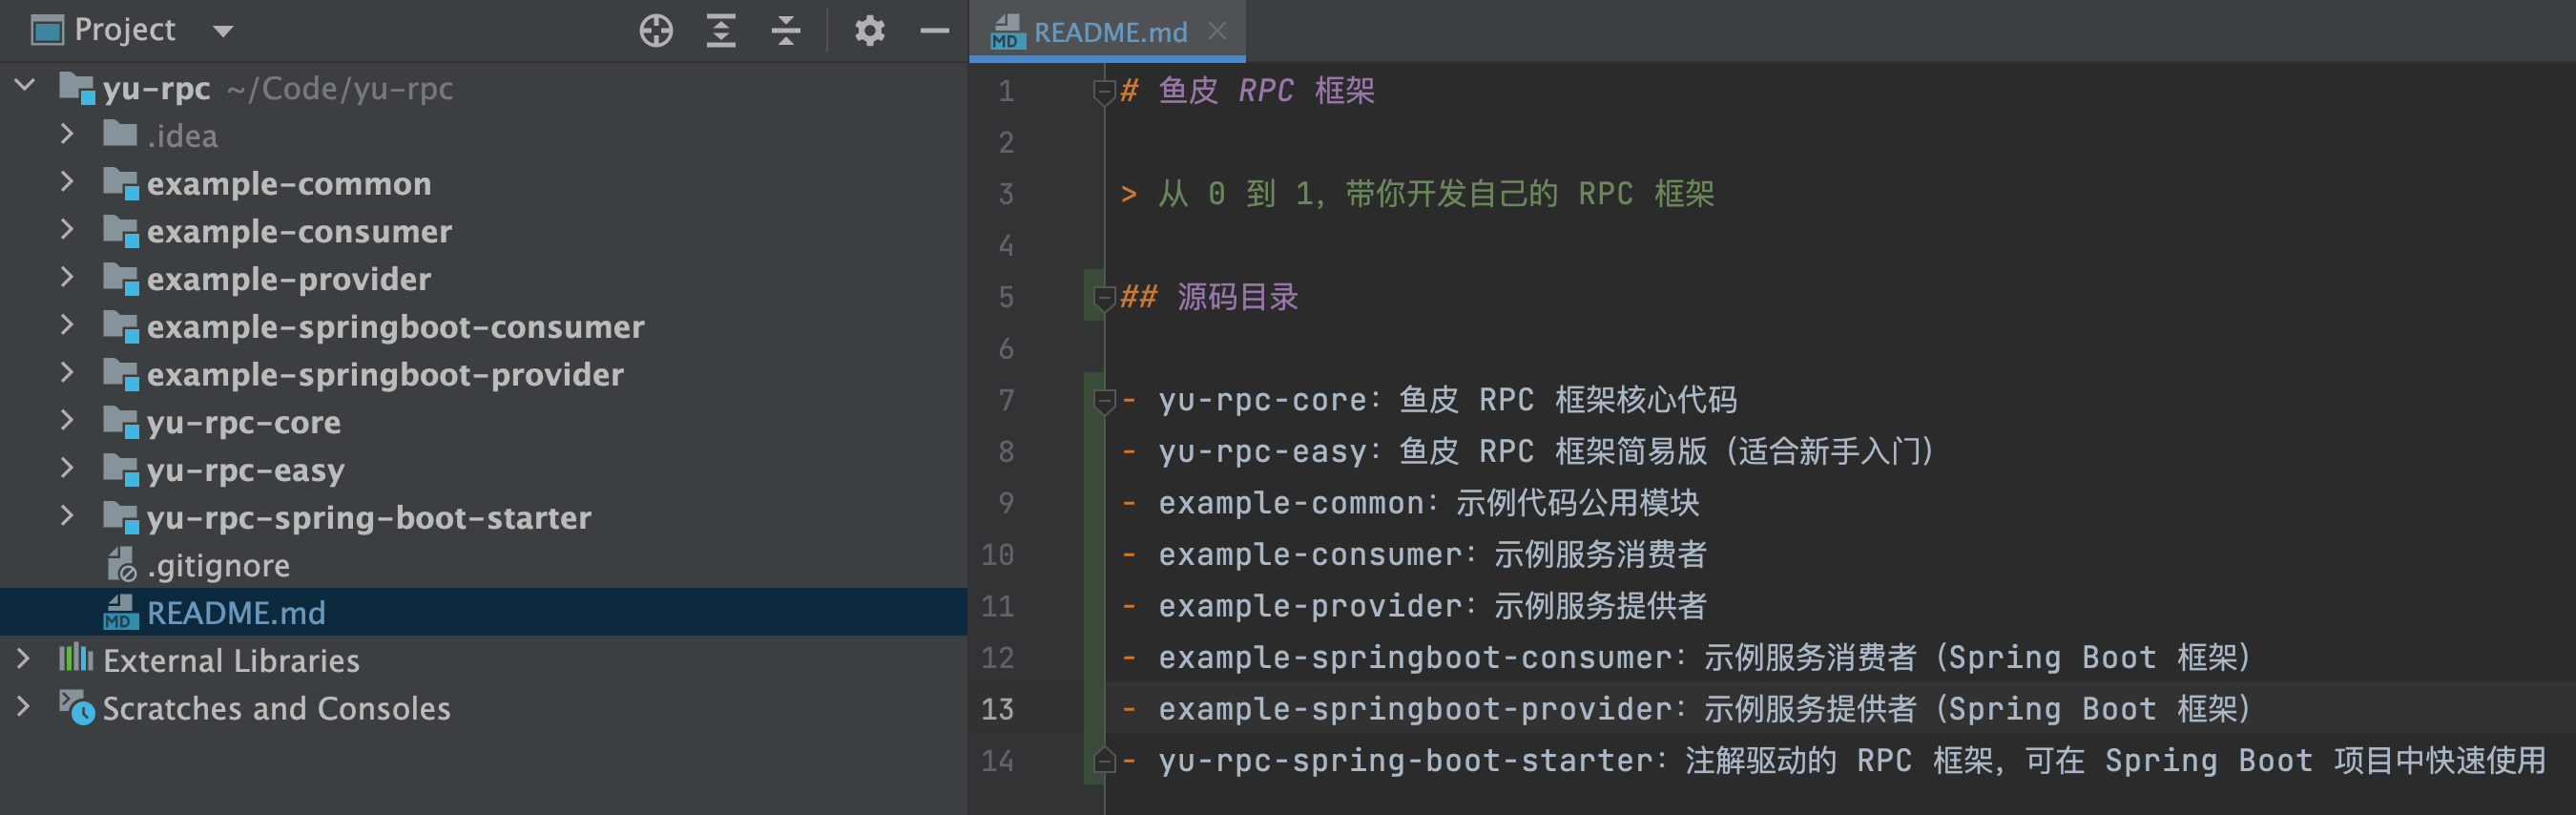 Project
yu-rpc ~/Code/yu-rpc
.idea
example-common
example-consumer
example-provider
example-springboot-consumer
example-springboot-provider
yu-rpc-core
yu-rpc-easy
yu-rpc-spring-boot-starter
.gitignore
MD README.md
External Libraries
Scratches and Consoles
MD README.md
1 # 鱼皮 RPC 框架
2
3 > 从 0 到 1，带你开发自己的 RPC 框架
4
5 ## 源码目录
6
7 - yu-rpc-core：鱼皮 RPC 框架核心代码
8 - yu-rpc-easy：鱼皮 RPC 框架简易版（适合新手入门）
9 - example-common：示例代码公用模块
10 - example-consumer：示例服务消费者
11 - example-provider：示例服务提供者
12 - example-springboot-consumer：示例服务消费者（Spring Boot 框架）
13 - example-springboot-provider：示例服务提供者（Spring Boot 框架）
14 - yu-rpc-spring-boot-starter：注解驱动的 RPC 框架，可在 Spring Boot 项目中快速使用